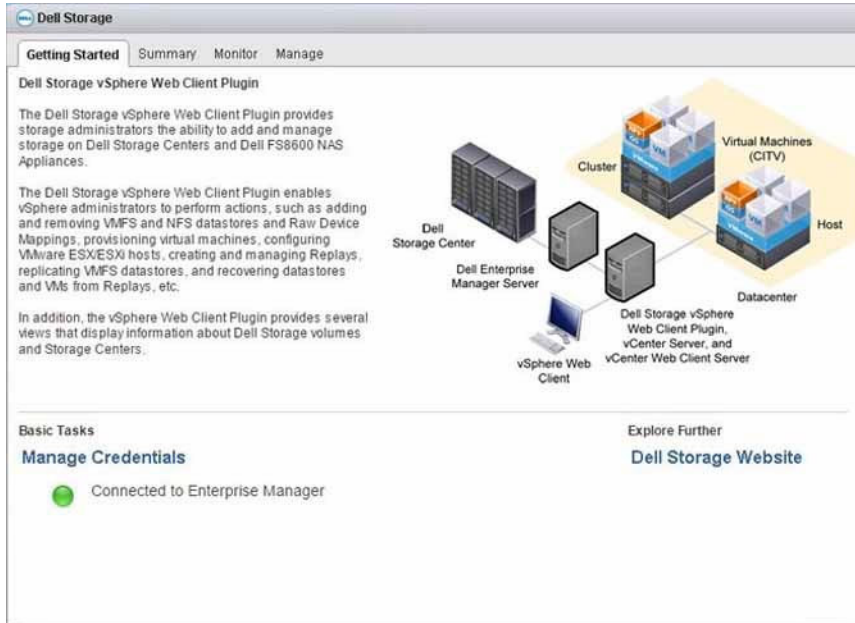 Dell Storage
Getting Started Summary Monitor Manage
Dell Storage vSphere Web Client Plugin
The Dell Storage vSphere Web Client Plugin provides
storage administrators the ability to add and manage
storage on Dell Storage Centers and Dell FS8600 NAS
Appliances.
The Dell Storage vSphere Web Client Plugin enables
vSphere administrators to perform actions, such as adding
and removing VMFS and NFS datastores and Raw Device
Mappings, provisioning virtual machines, configuring
VMware ESX/ESXi hosts, creating and managing Replays,
replicating VMFS datastores, and recovering datastores
and VMs from Replays, etc.
In addition, the vSphere Web Client Plugin provides several
views that display information about Dell Storage volumes
and Storage Centers.
Virtual Machines
(CITV)
Cluster
VM
Host
Dell
Storage Center
Dell Enterprise
Manager Server
Datacenter
Dell Storage vSphere
Web Client Plugin,
vCenter Server, and
vCenter Web Client Server
vSphere Web
Client
Basic Tasks
Manage Credentials
Connected to Enterprise Manager
Explore Further
Dell Storage Website